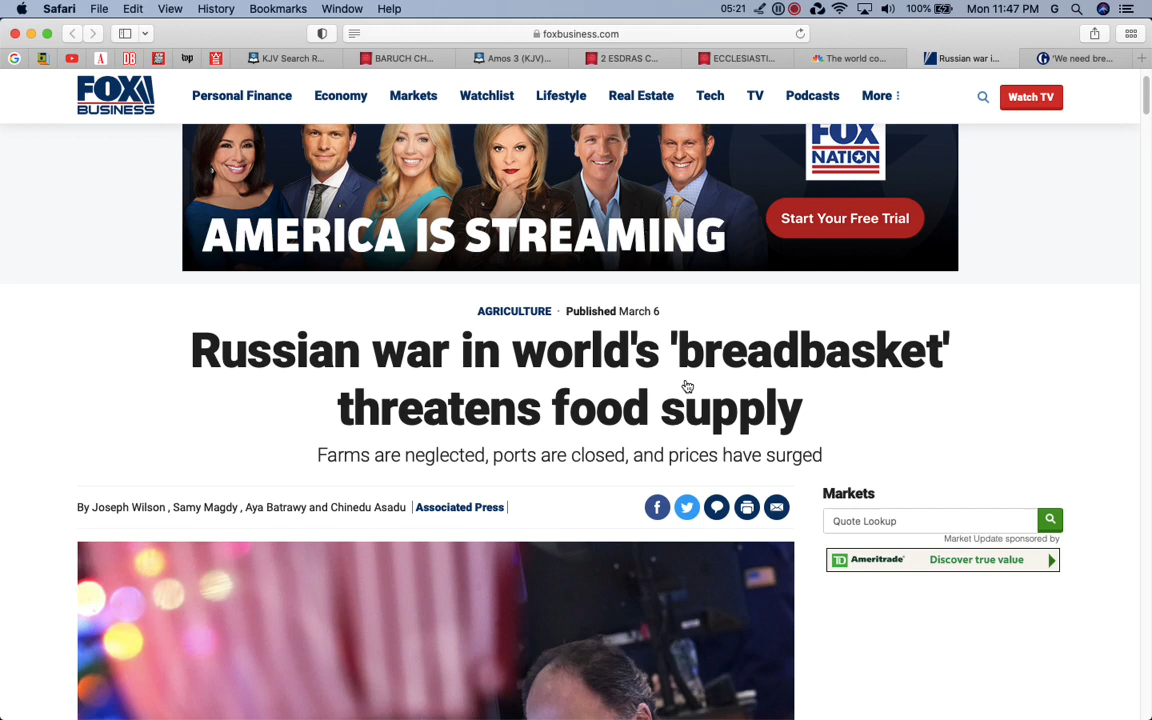 Safari File Edit View History Bookmarks Window Help 05:21 100% Mon 11:47 PM G
foxbusiness.com
KJV Search R... BARUCH CH... Amos 3 (KJV)... 2 ESDRAS C... ECCLESIASTI... The world co... Russian war i... 'We need bre...
FOX BUSINESS
Personal Finance Economy Markets Watchlist Lifestyle Real Estate Tech TV Podcasts More Watch TV
FOX
NATION
AMERICA IS STREAMING
Start Your Free Trial
AGRICULTURE · Published March 6
Russian war in world's 'breadbasket'
threatens food supply
Farms are neglected, ports are closed, and prices have surged
By Joseph Wilson , Samy Magdy , Aya Batrawy and Chinedu Asadu | Associated Press |
Markets
Quote Lookup
Market Update sponsored by
TD Ameritrade Discover true value